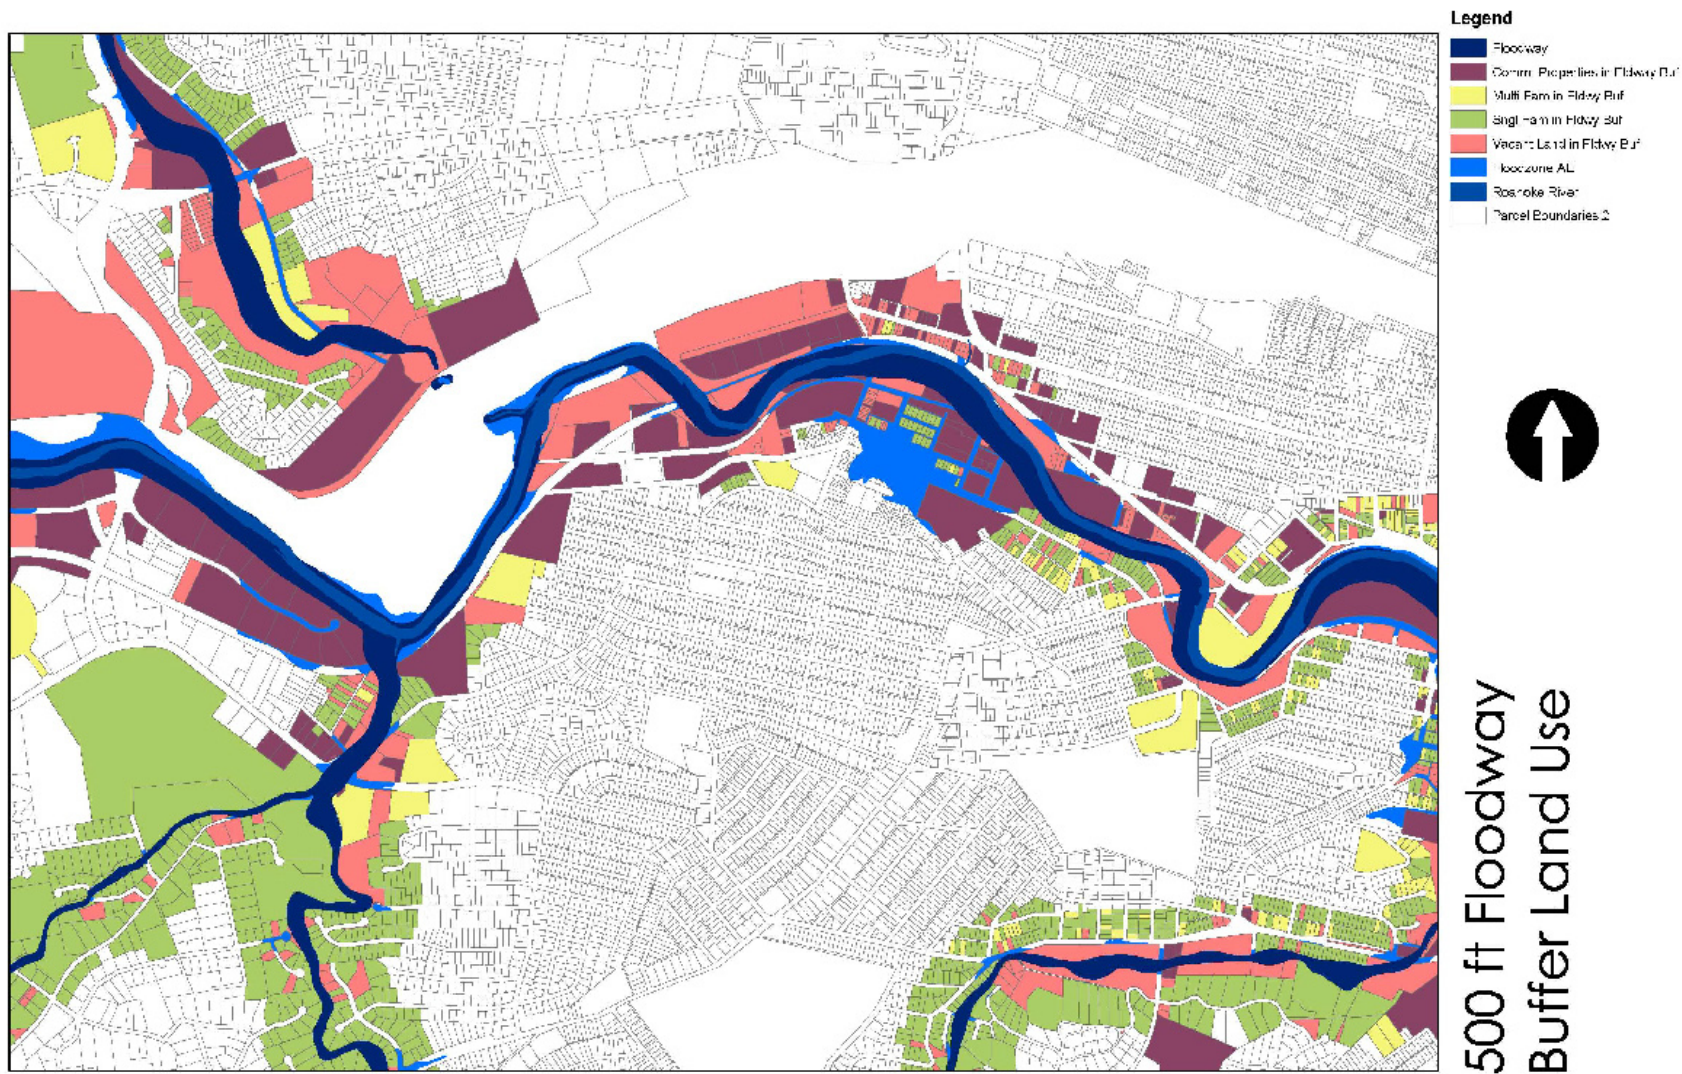 Legend
Floodway
Comm Properties in Fldway Buf
Multi Fam in Fldwy Buf
Sngl Fam in Fldwy Buf
Vacant Land in Fldwy Buf
Floodzone AE
Roanoke River
Parcel Boundaries 2
500 ft Floodway
Buffer Land Use